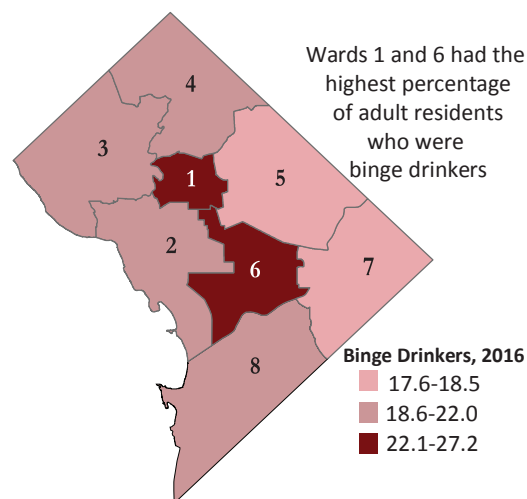 Wards 1 and 6 had the
highest percentage
of adult residents
who were
binge drinkers
4
3
1
5
2
6
7
8
Binge Drinkers, 2016
17.6-18.5
18.6-22.0
22.1-27.2